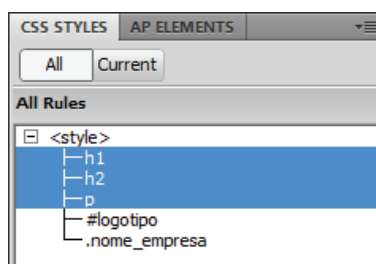 CSS STYLES AP ELEMENTS
All Current
All Rules
<style>
h1
h2
p
#logotipo
.nome_empresa